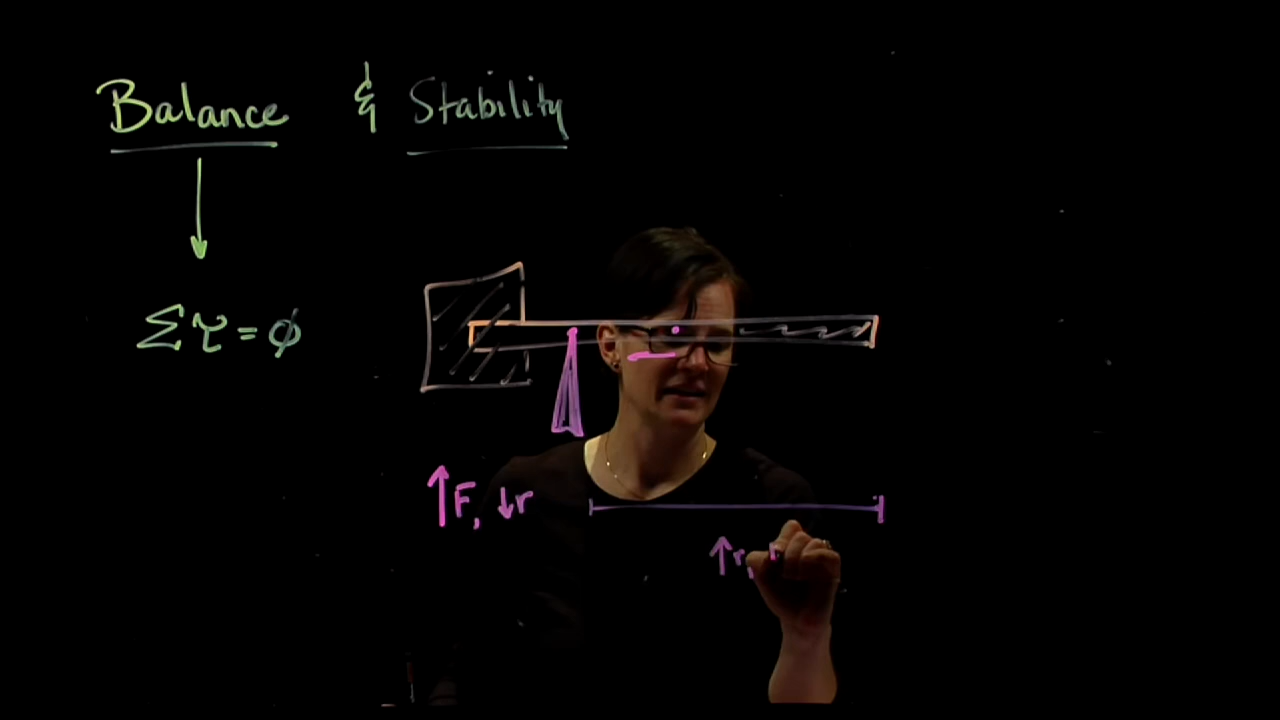 Balance & Stability
Στ = ϕ
↑F, ↓r
↑r,